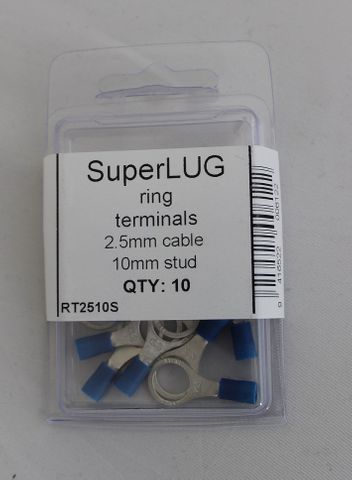 SuperLUG
ring
terminals
2.5mm cable
10mm stud
QTY: 10
RT2510S